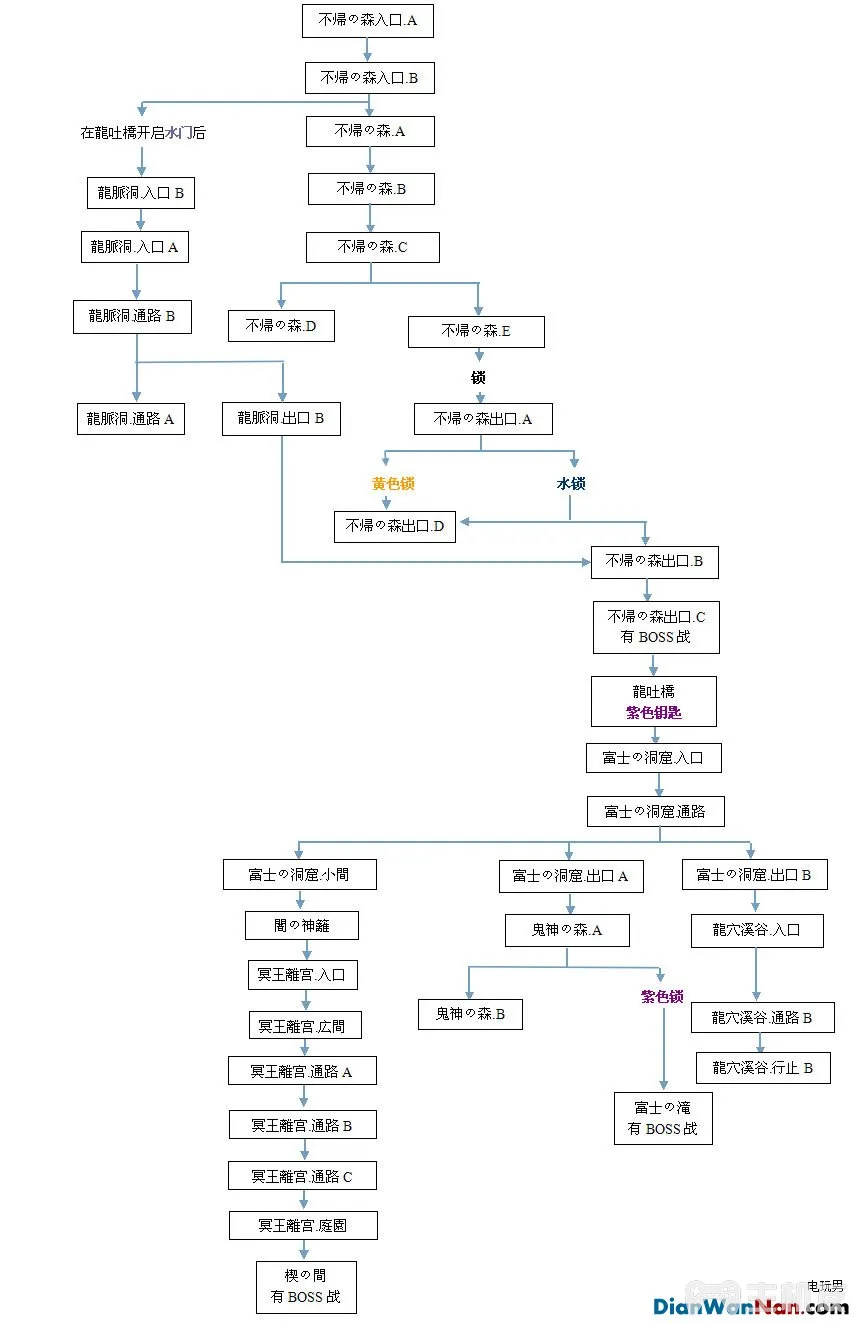 不帰の森入口.A
不帰の森入口.B
在龍吐橋开启水门后
不帰の森.A
龍脈洞.入口 B
不帰の森.B
龍脈洞.入口 A
不帰の森.C
龍脈洞.通路 B
不帰の森.D
不帰の森.E
锁
龍脈洞.通路 A
龍脈洞.出口 B
不帰の森出口.A
黄色锁
水锁
不帰の森出口.D
不帰の森出口.B
不帰の森出口.C
有 BOSS 战
龍吐橋
紫色钥匙
富士の洞窟.入口
富士の洞窟.通路
富士の洞窟.小間
富士の洞窟.出口 A
富士の洞窟.出口 B
闇の神籬
鬼神の森.A
龍穴溪谷.入口
冥王離宮.入口
紫色锁
鬼神の森.B
龍穴溪谷.通路 B
冥王離宮.広間
龍穴溪谷.行止 B
冥王離宮.通路 A
富士の滝
有 BOSS 战
冥王離宮.通路 B
冥王離宮.通路 C
冥王離宮.庭園
楔の間
有 BOSS 战
电玩男
DianWanNan.com